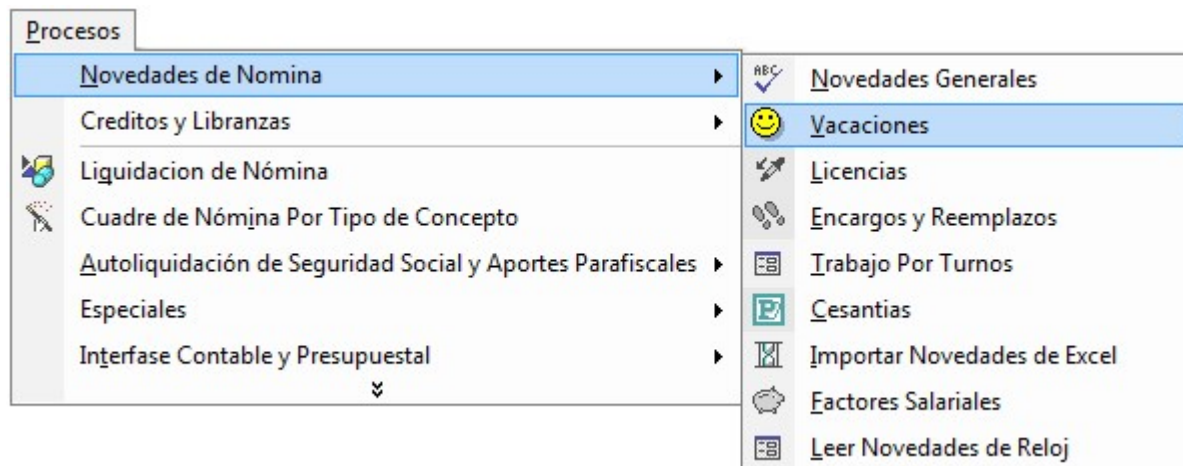 Procesos
Novedades de Nomina
Creditos y Libranzas
Liquidacion de Nómina
Cuadre de Nómina Por Tipo de Concepto
Autoliquidación de Seguridad Social y Aportes Parafiscales
Especiales
Interfase Contable y Presupuestal
ABC
Novedades Generales
Vacaciones
Licencias
Encargos y Reemplazos
Trabajo Por Turnos
Cesantias
Importar Novedades de Excel
Factores Salariales
Leer Novedades de Reloj